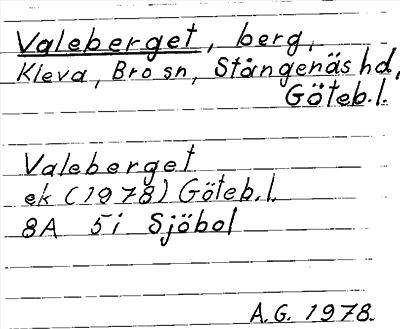 Valeberget, berg,
Kleva, Bro sn, Stångenäs hd,
Göteb.l.
Valeberget
ek (1978) Göteb.l.
8A 5i Sjöbol
A.G. 1978.